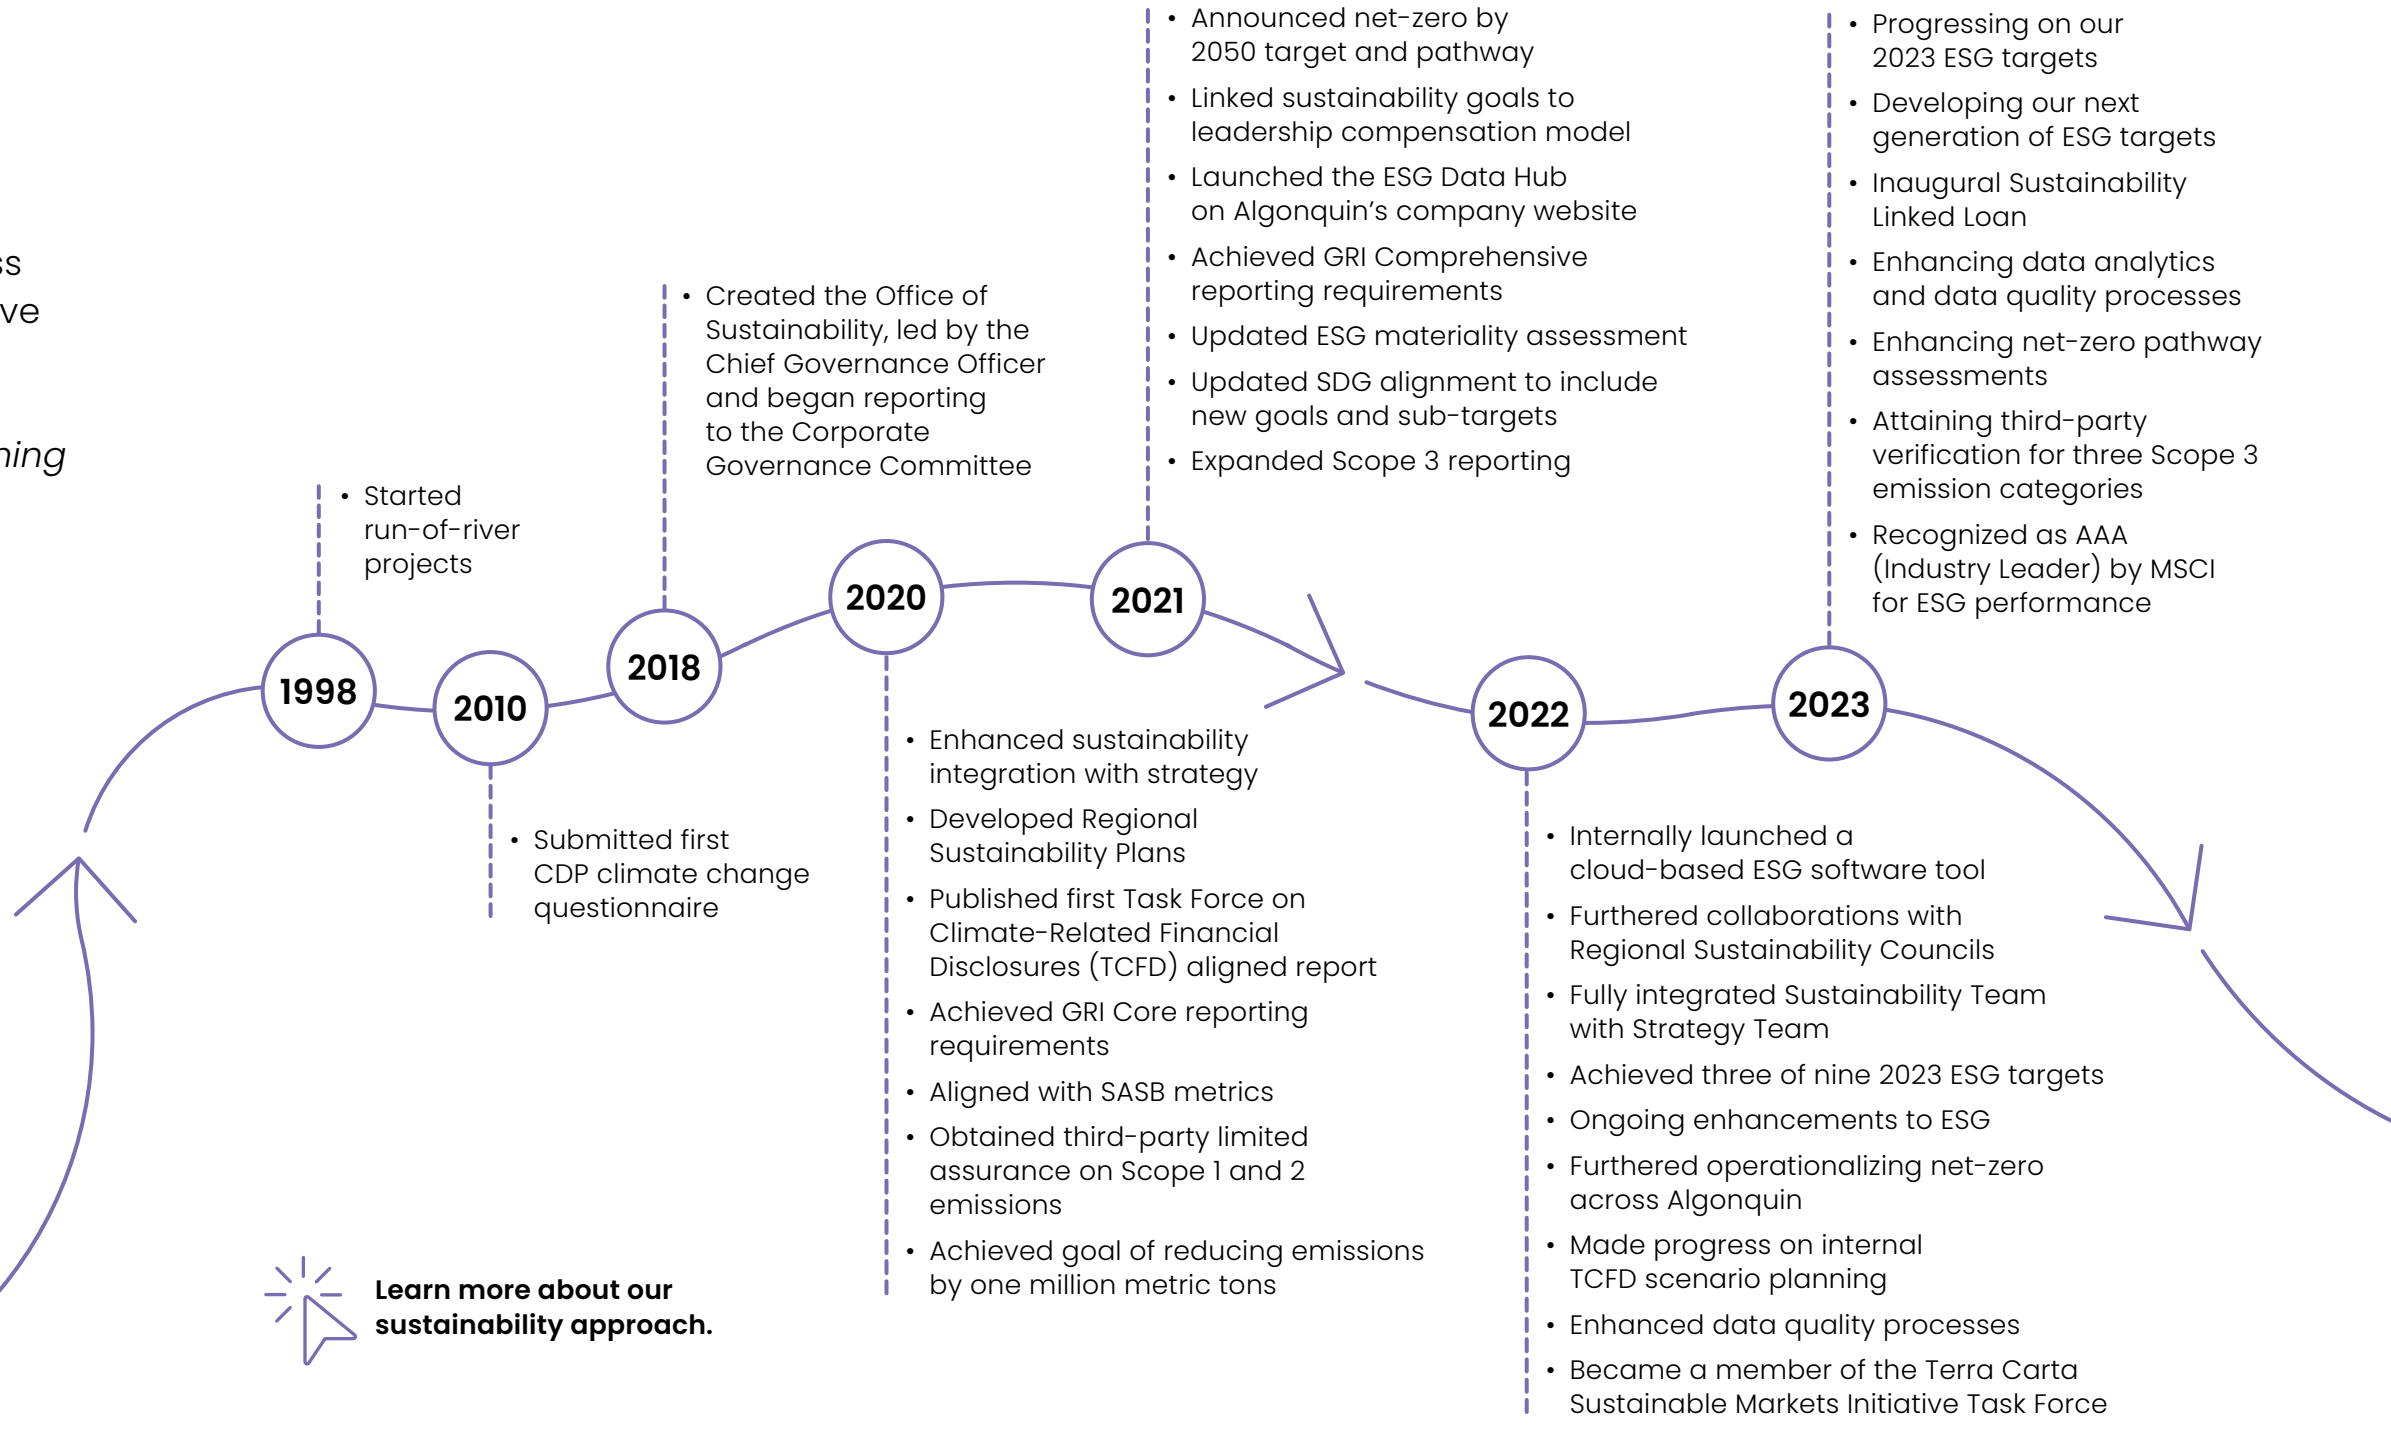 ss
ve
ning
• Started
run-of-river
projects
1998
2010
• Submitted first
CDP climate change
questionnaire
• Created the Office of
Sustainability, led by the
Chief Governance Officer
and began reporting
to the Corporate
Governance Committee
2018
2020
• Enhanced sustainability
integration with strategy
• Developed Regional
Sustainability Plans
• Published first Task Force on
Climate-Related Financial
Disclosures (TCFD) aligned report
• Achieved GRI Core reporting
requirements
• Aligned with SASB metrics
• Obtained third-party limited
assurance on Scope 1 and 2
emissions
• Achieved goal of reducing emissions
by one million metric tons
• Announced net-zero by
2050 target and pathway
• Linked sustainability goals to
leadership compensation model
• Launched the ESG Data Hub
on Algonquin’s company website
• Achieved GRI Comprehensive
reporting requirements
• Updated ESG materiality assessment
• Updated SDG alignment to include
new goals and sub-targets
• Expanded Scope 3 reporting
2021
2022
• Internally launched a
cloud-based ESG software tool
• Furthered collaborations with
Regional Sustainability Councils
• Fully integrated Sustainability Team
with Strategy Team
• Achieved three of nine 2023 ESG targets
• Ongoing enhancements to ESG
• Furthered operationalizing net-zero
across Algonquin
• Made progress on internal
TCFD scenario planning
• Enhanced data quality processes
• Became a member of the Terra Carta
Sustainable Markets Initiative Task Force
• Progressing on our
2023 ESG targets
• Developing our next
generation of ESG targets
• Inaugural Sustainability
Linked Loan
• Enhancing data analytics
and data quality processes
• Enhancing net-zero pathway
assessments
• Attaining third-party
verification for three Scope 3
emission categories
• Recognized as AAA
(Industry Leader) by MSCI
for ESG performance
2023
Learn more about our
sustainability approach.